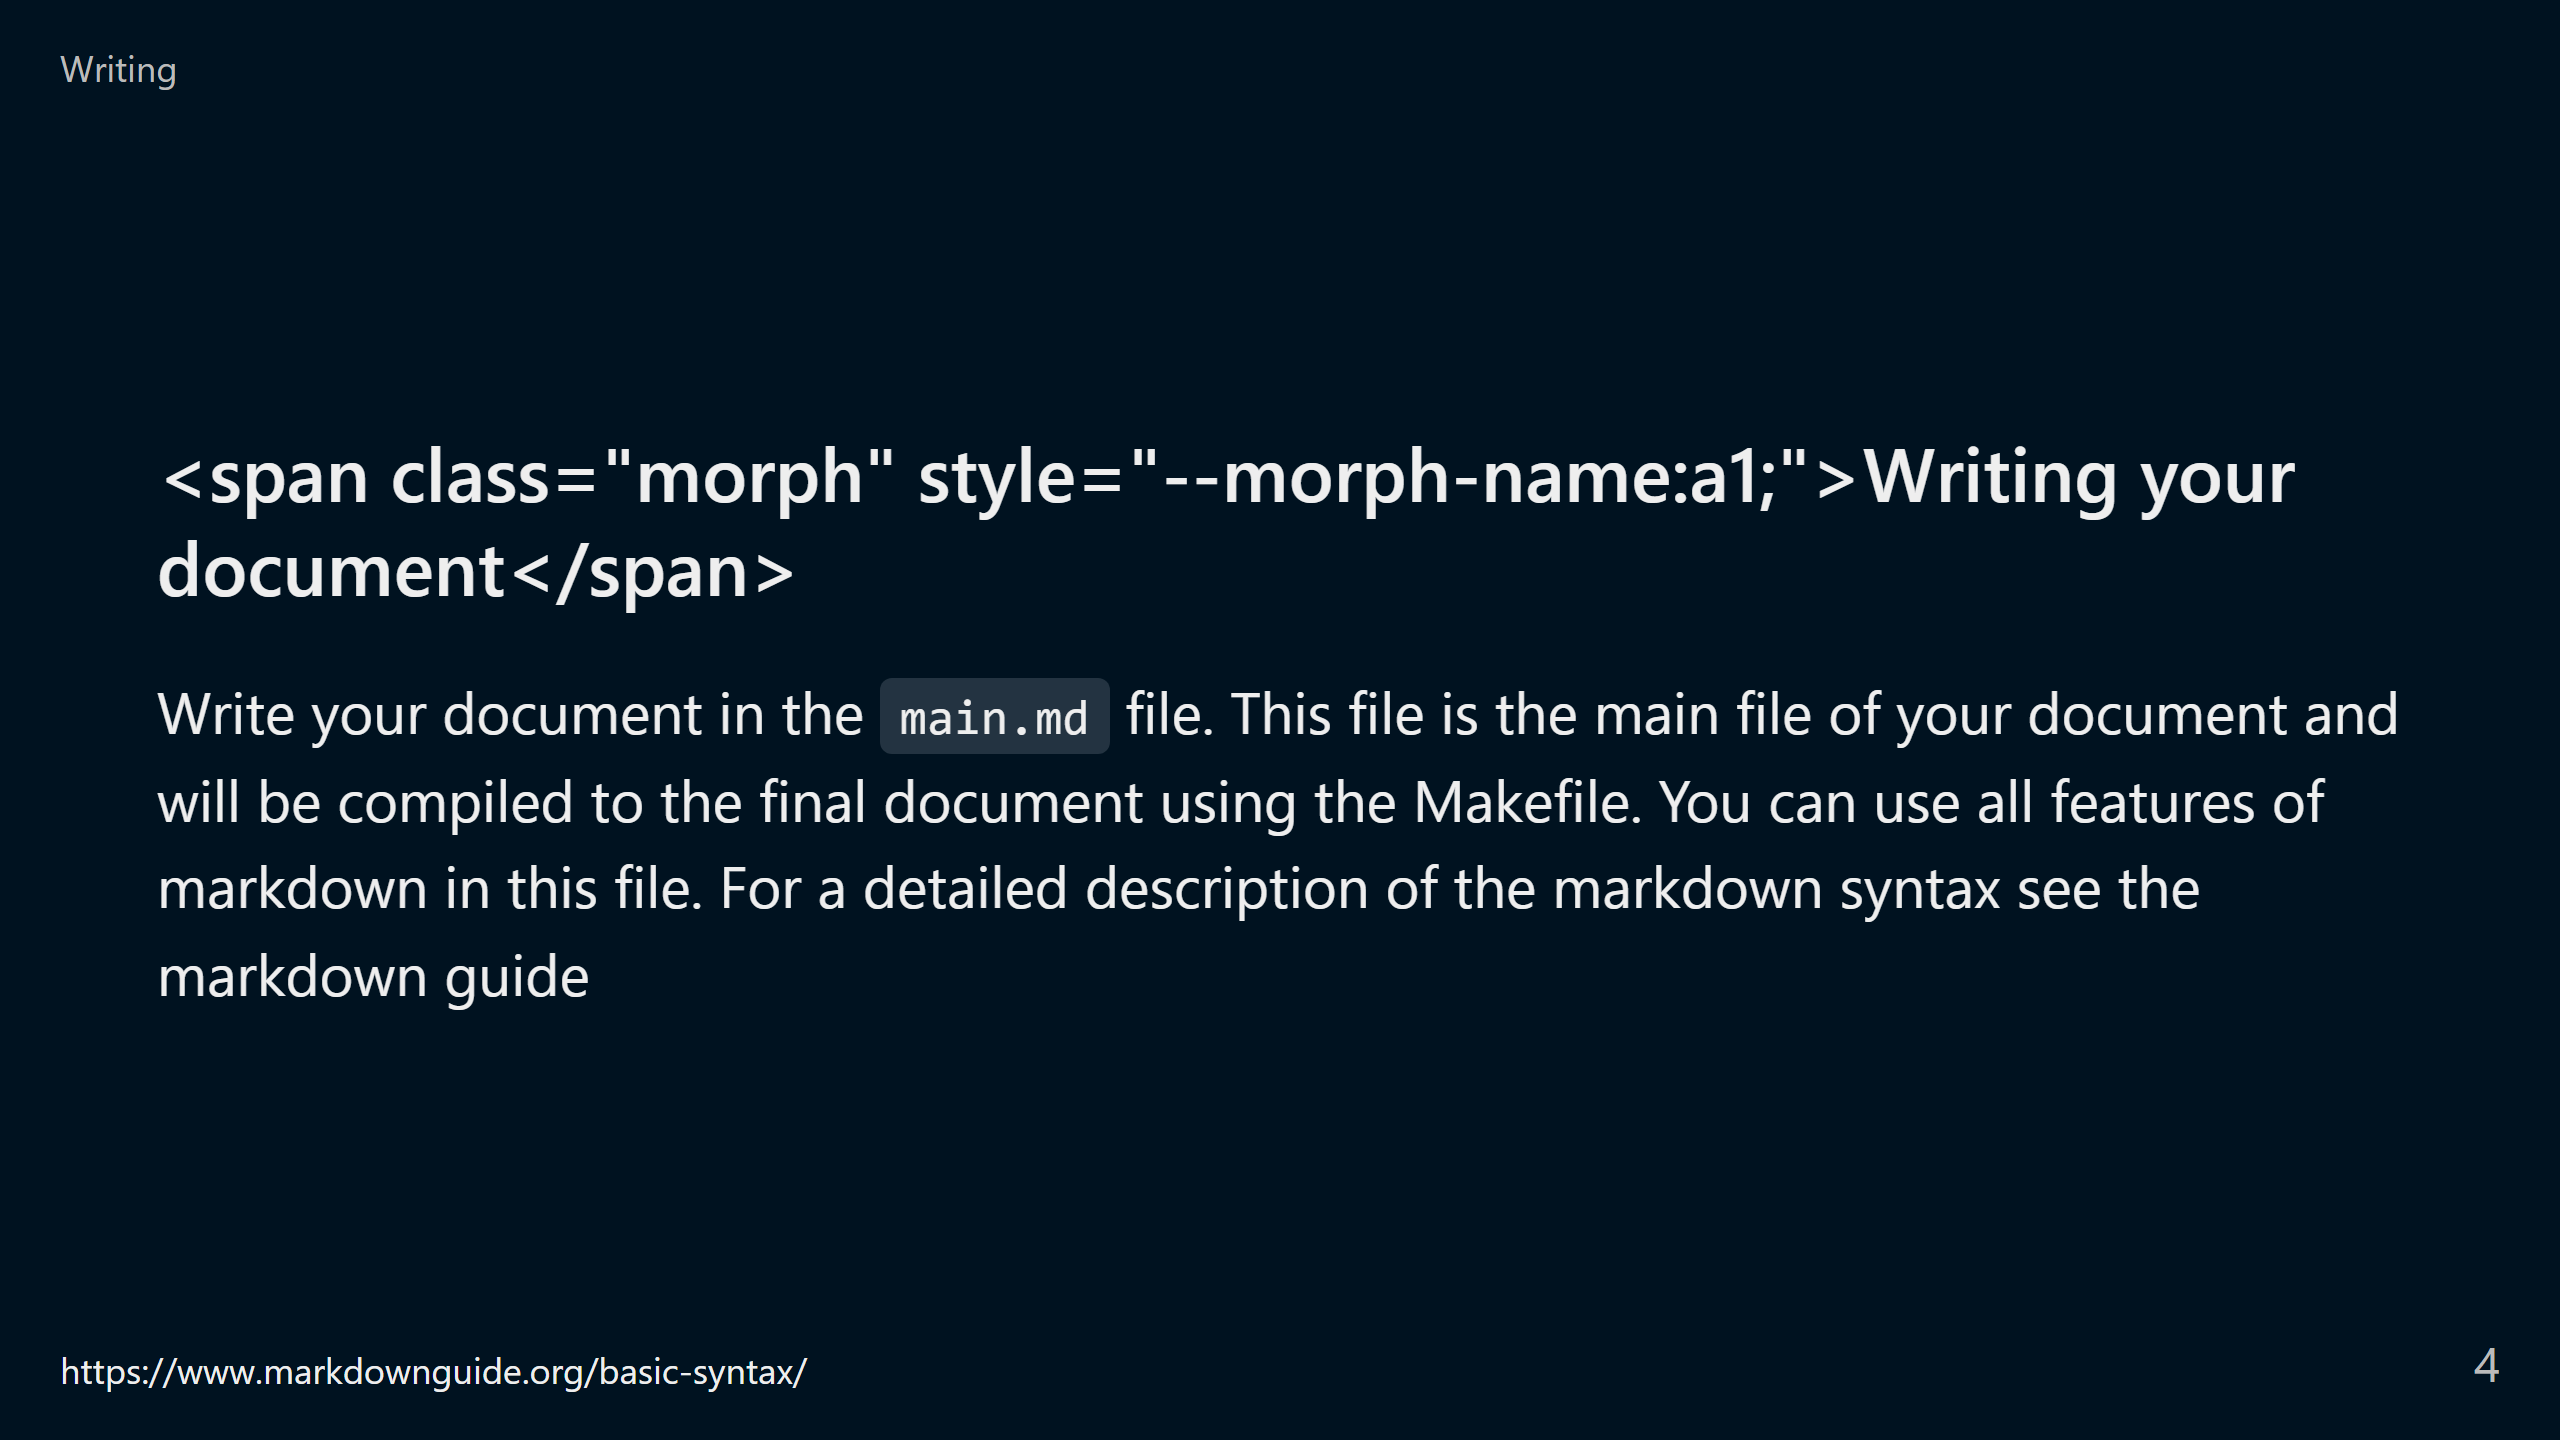 Writing
<span class="morph" style="--morph-name:a1;">Writing your
document</span>
Write your document in the main.md file. This file is the main file of your document and
will be compiled to the final document using the Makefile. You can use all features of
markdown in this file. For a detailed description of the markdown syntax see the
markdown guide
https://www.markdownguide.org/basic-syntax/
4